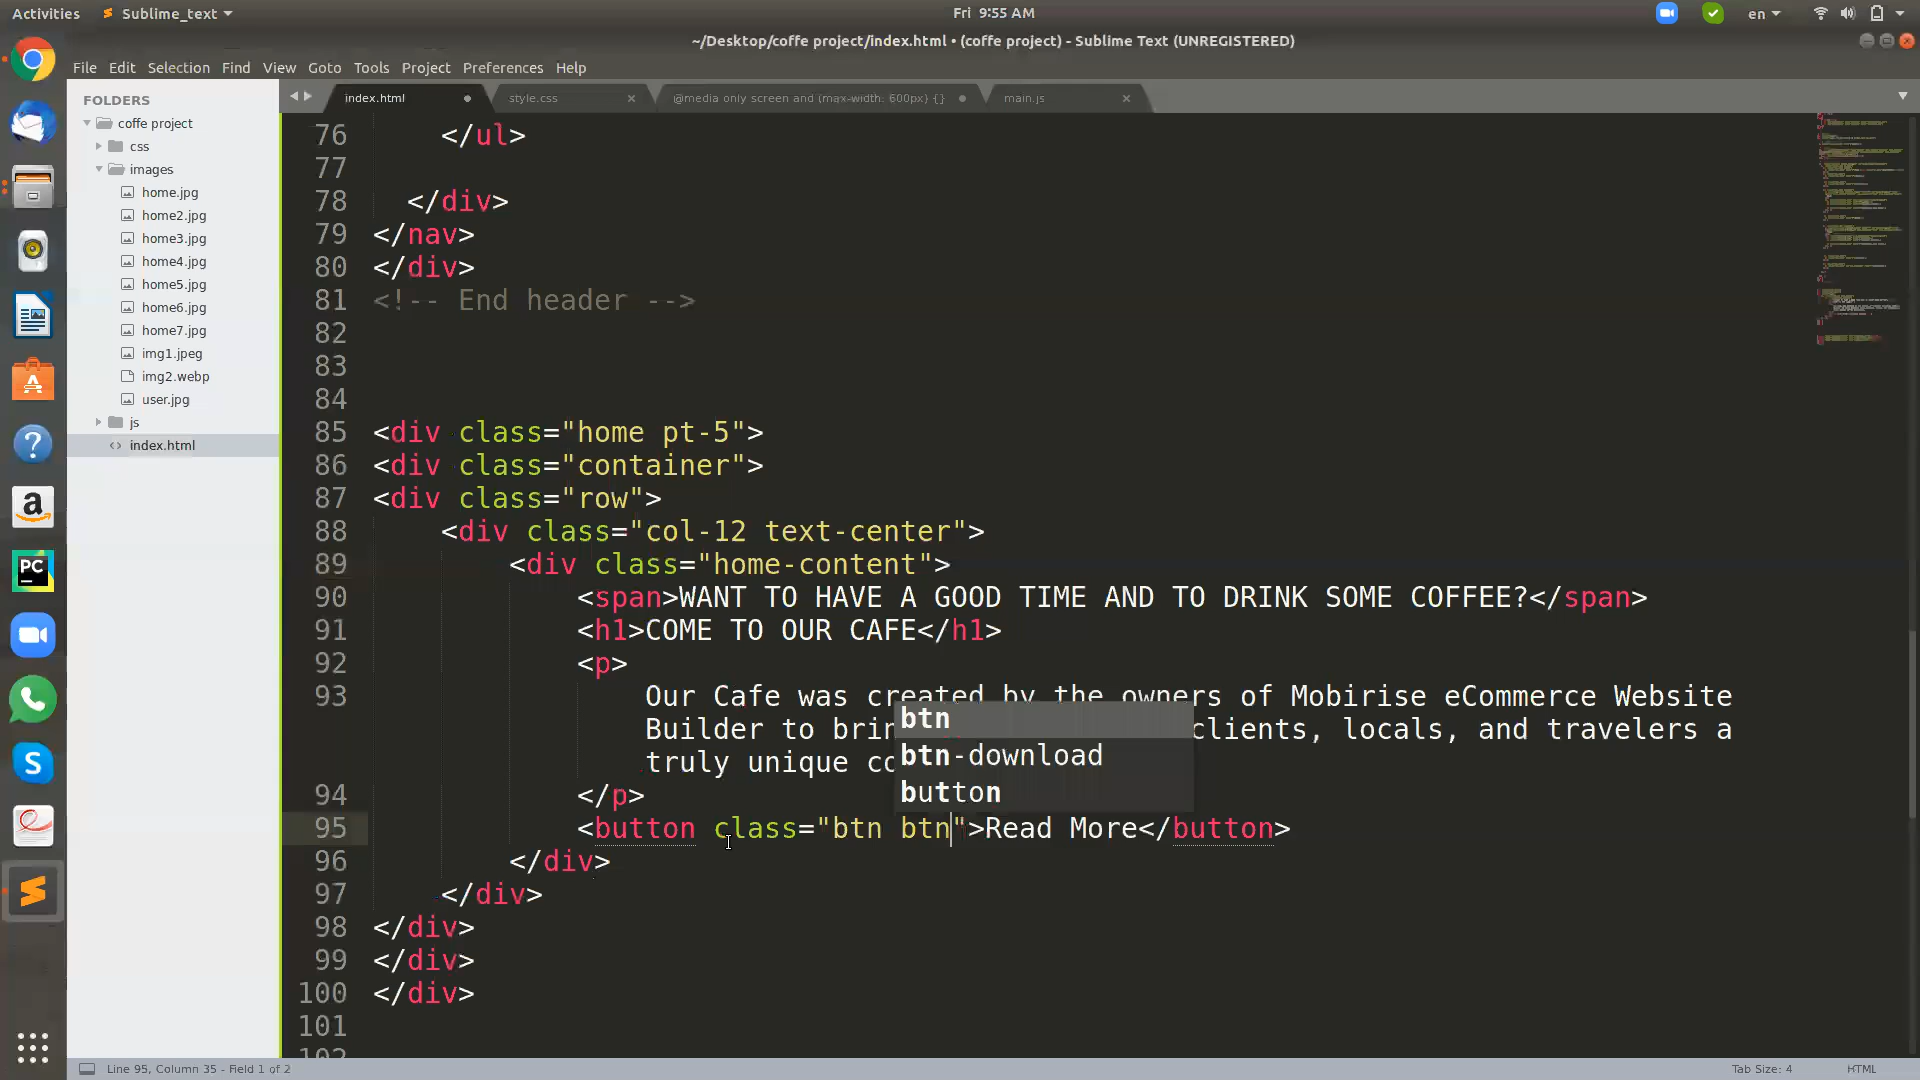 Activities Sublime_text Fri 9:55 AM en
~/Desktop/coffe project/index.html • (coffe project) - Sublime Text (UNREGISTERED)
File Edit Selection Find View Goto Tools Project Preferences Help
FOLDERS
coffe project
css
images
home.jpg
home2.jpg
home3.jpg
home4.jpg
home5.jpg
home6.jpg
home7.jpg
img1.jpeg
img2.webp
user.jpg
js
index.html
index.html style.css @media only screen and (max-width: 600px) {} main.js
76 </ul>
77
78 </div>
79 </nav>
80 </div>
81 <!-- End header -->
82
83
84
85 <div class="home pt-5">
86 <div class="container">
87 <div class="row">
88 <div class="col-12 text-center">
89 <div class="home-content">
90 <span>WANT TO HAVE A GOOD TIME AND TO DRINK SOME COFFEE?</span>
91 <h1>COME TO OUR CAFE</h1>
92 <p>
93 Our Cafe was created by the owners of Mobirise eCommerce Website
Builder to brin clients, locals, and travelers a
truly unique co
btn
btn-download
button
94 </p>
95 <button class="btn btn">Read More</button>
96 </div>
97 </div>
98 </div>
99 </div>
100 </div>
101
PC
Line 95, Column 35 - Field 1 of 2 Tab Size: 4 HTML